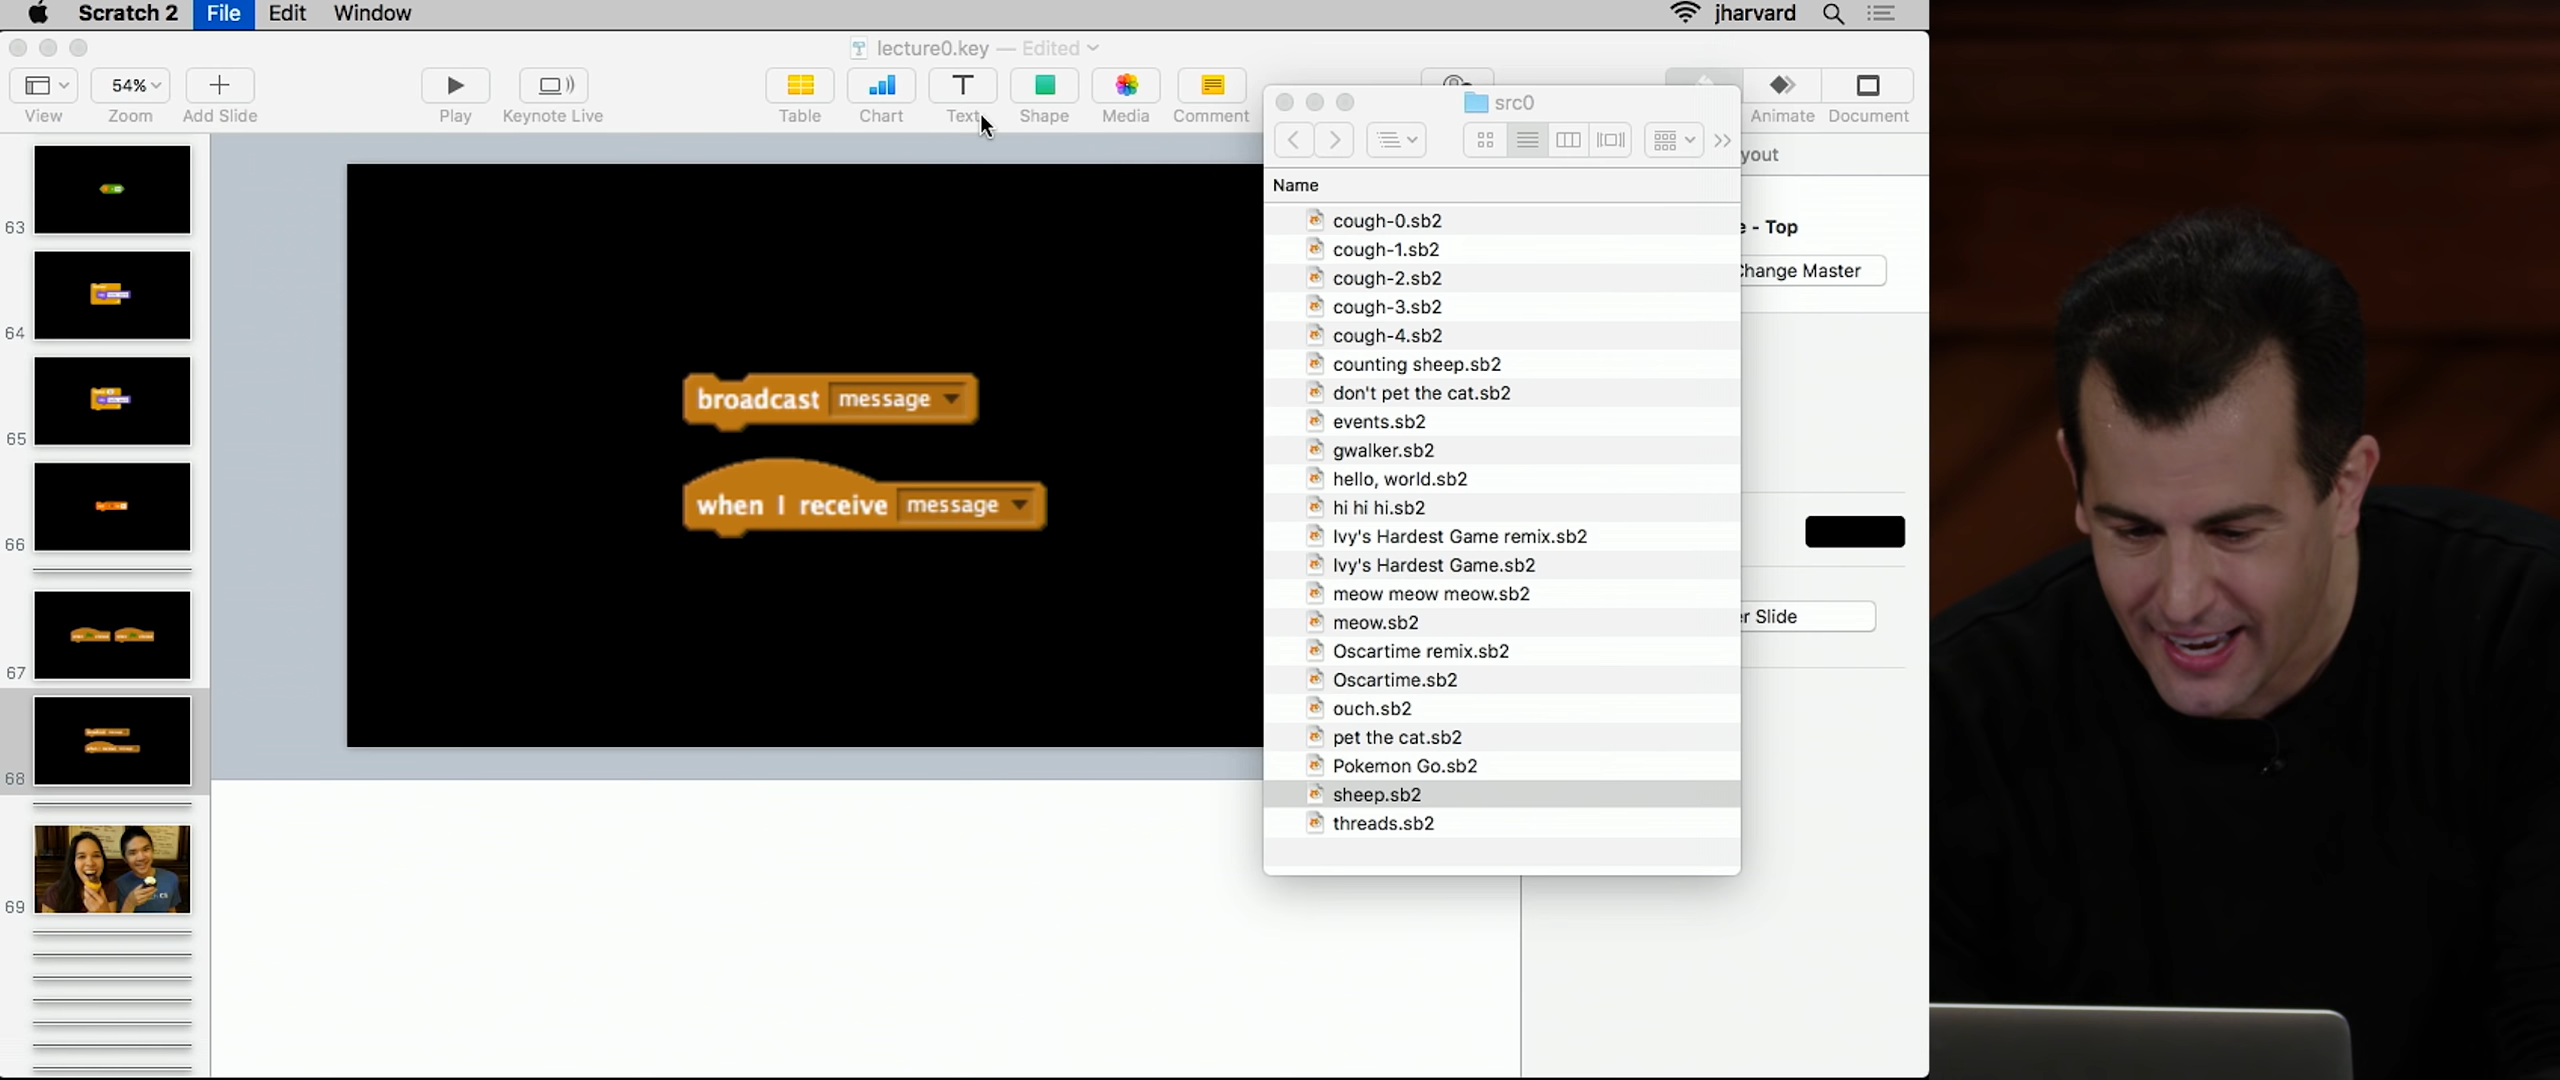 Scratch 2 File Edit Window jharvard
lecture0.key — Edited
54%
View Zoom Add Slide Play Keynote Live Table Chart Text Shape Media Comment Animate Document
src0
yout
Name
63
64
65
66
67
68
69
broadcast message
when I receive message
cough-0.sb2
cough-1.sb2
cough-2.sb2
cough-3.sb2
cough-4.sb2
counting sheep.sb2
don't pet the cat.sb2
events.sb2
gwalker.sb2
hello, world.sb2
hi hi hi.sb2
Ivy's Hardest Game remix.sb2
Ivy's Hardest Game.sb2
meow meow meow.sb2
meow.sb2
Oscartime remix.sb2
Oscartime.sb2
ouch.sb2
pet the cat.sb2
Pokemon Go.sb2
sheep.sb2
threads.sb2
e - Top
Change Master
er Slide